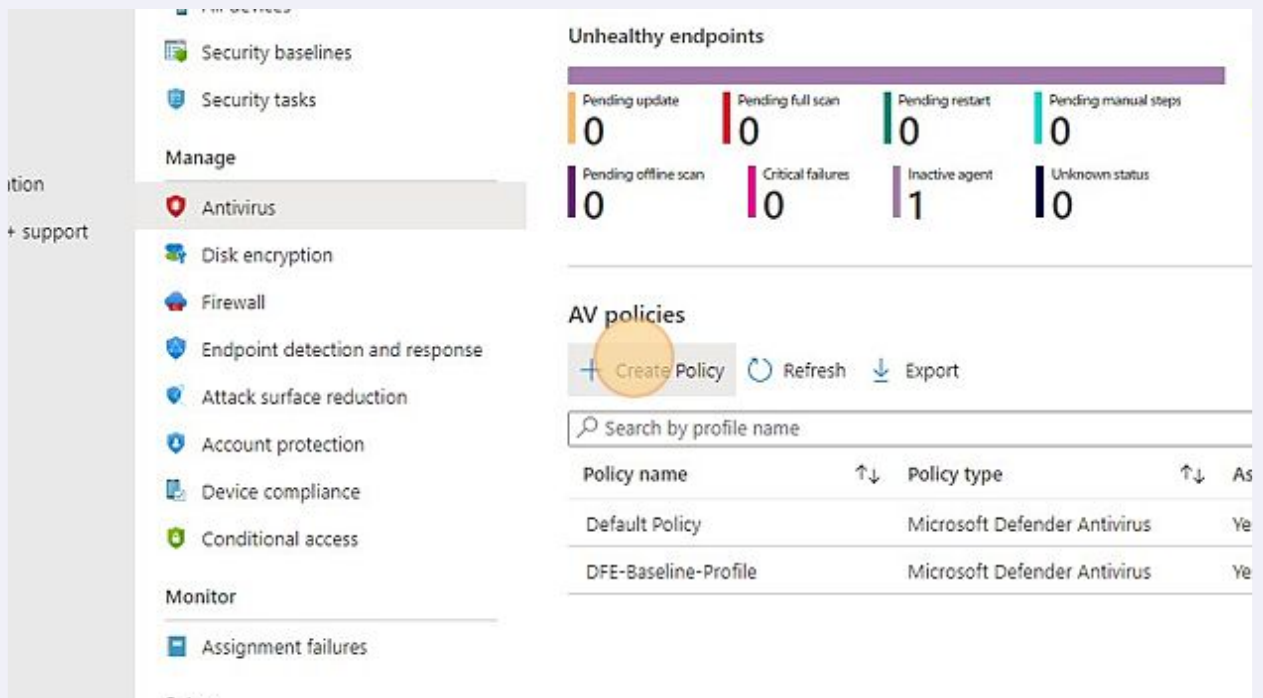 Security baselines
Security tasks
Manage
Antivirus
Disk encryption
Firewall
Endpoint detection and response
Attack surface reduction
Account protection
Device compliance
Conditional access
Monitor
Assignment failures
+ support
Unhealthy endpoints
Pending update Pending full scan Pending restart Pending manual steps
0 0 0 0
Pending offline scan Critical failures Inactive agent Unknown status
0 0 1 0
AV policies
+ Create Policy Refresh Export
Search by profile name
Policy name Policy type As
Default Policy Microsoft Defender Antivirus Ye
DFE-Baseline-Profile Microsoft Defender Antivirus Ye